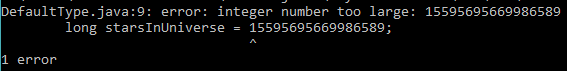 DefaultType.java:9: error: integer number too large: 15595695669986589
long starsInUniverse = 15595695669986589;
^
1 error